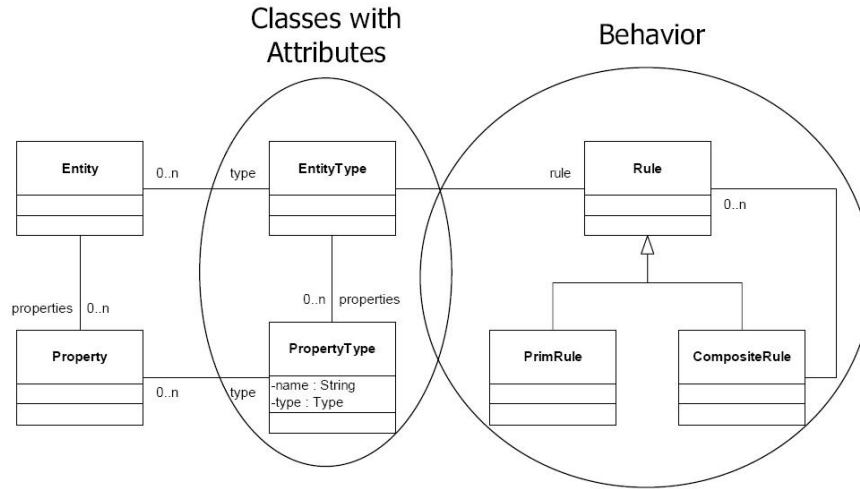 Classes with
Attributes
Behavior
Entity
0..n
type
EntityType
rule
Rule
0..n
properties
0..n
0..n
properties
Property
0..n
type
PropertyType
-name : String
-type : Type
PrimRule
CompositeRule